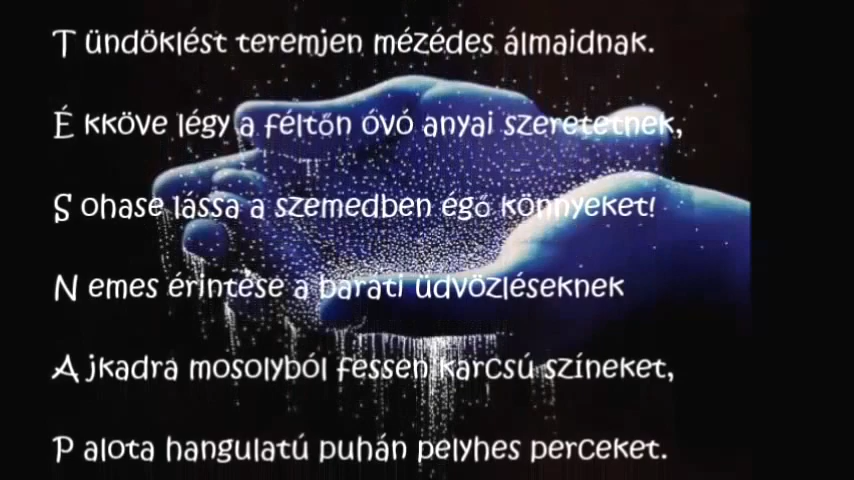 T ündöklést teremjen mézédes álmaidnak.
É kköve légy a féltőn óvó anyai szeretetnek,
S ohase lássa a szemedben égő könnyeket!
N emes érintése a baráti üdvözléseknek
A jkadra mosolyból fessen karcsú színeket,
P alota hangulatú puhán pelyhes perceket.